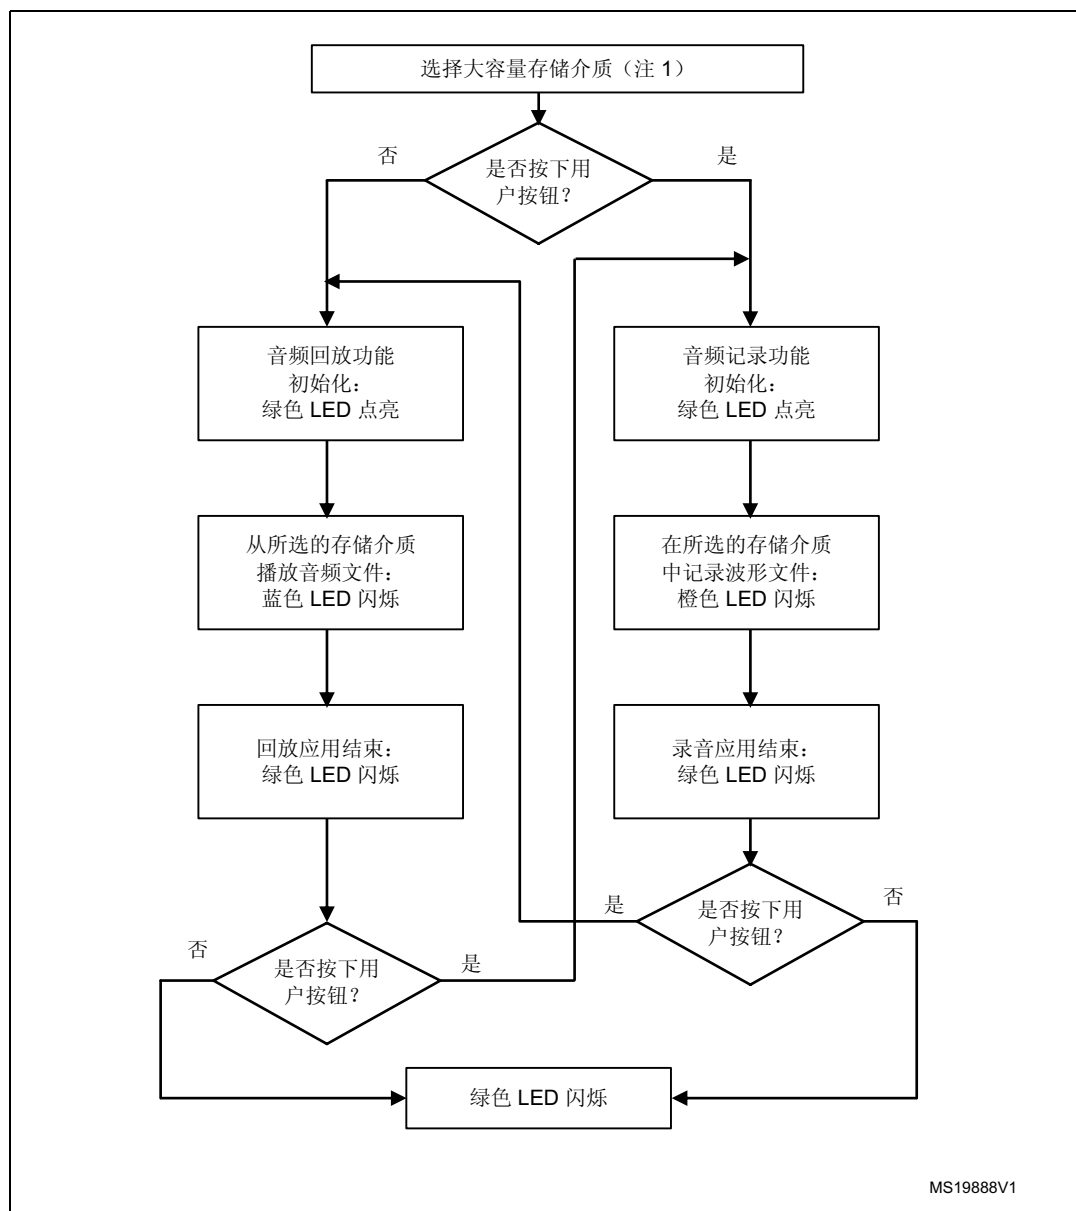 选择大容量存储介质（注 1）
否
是
是否按下用
户按钮？
音频回放功能
初始化：
绿色 LED 点亮
音频记录功能
初始化：
绿色 LED 点亮
从所选的存储介质
播放音频文件：
蓝色 LED 闪烁
在所选的存储介质
中记录波形文件：
橙色 LED 闪烁
回放应用结束：
绿色 LED 闪烁
录音应用结束：
绿色 LED 闪烁
是
是否按下用
户按钮？
否
否
是否按下用
户按钮？
是
绿色 LED 闪烁
MS19888V1